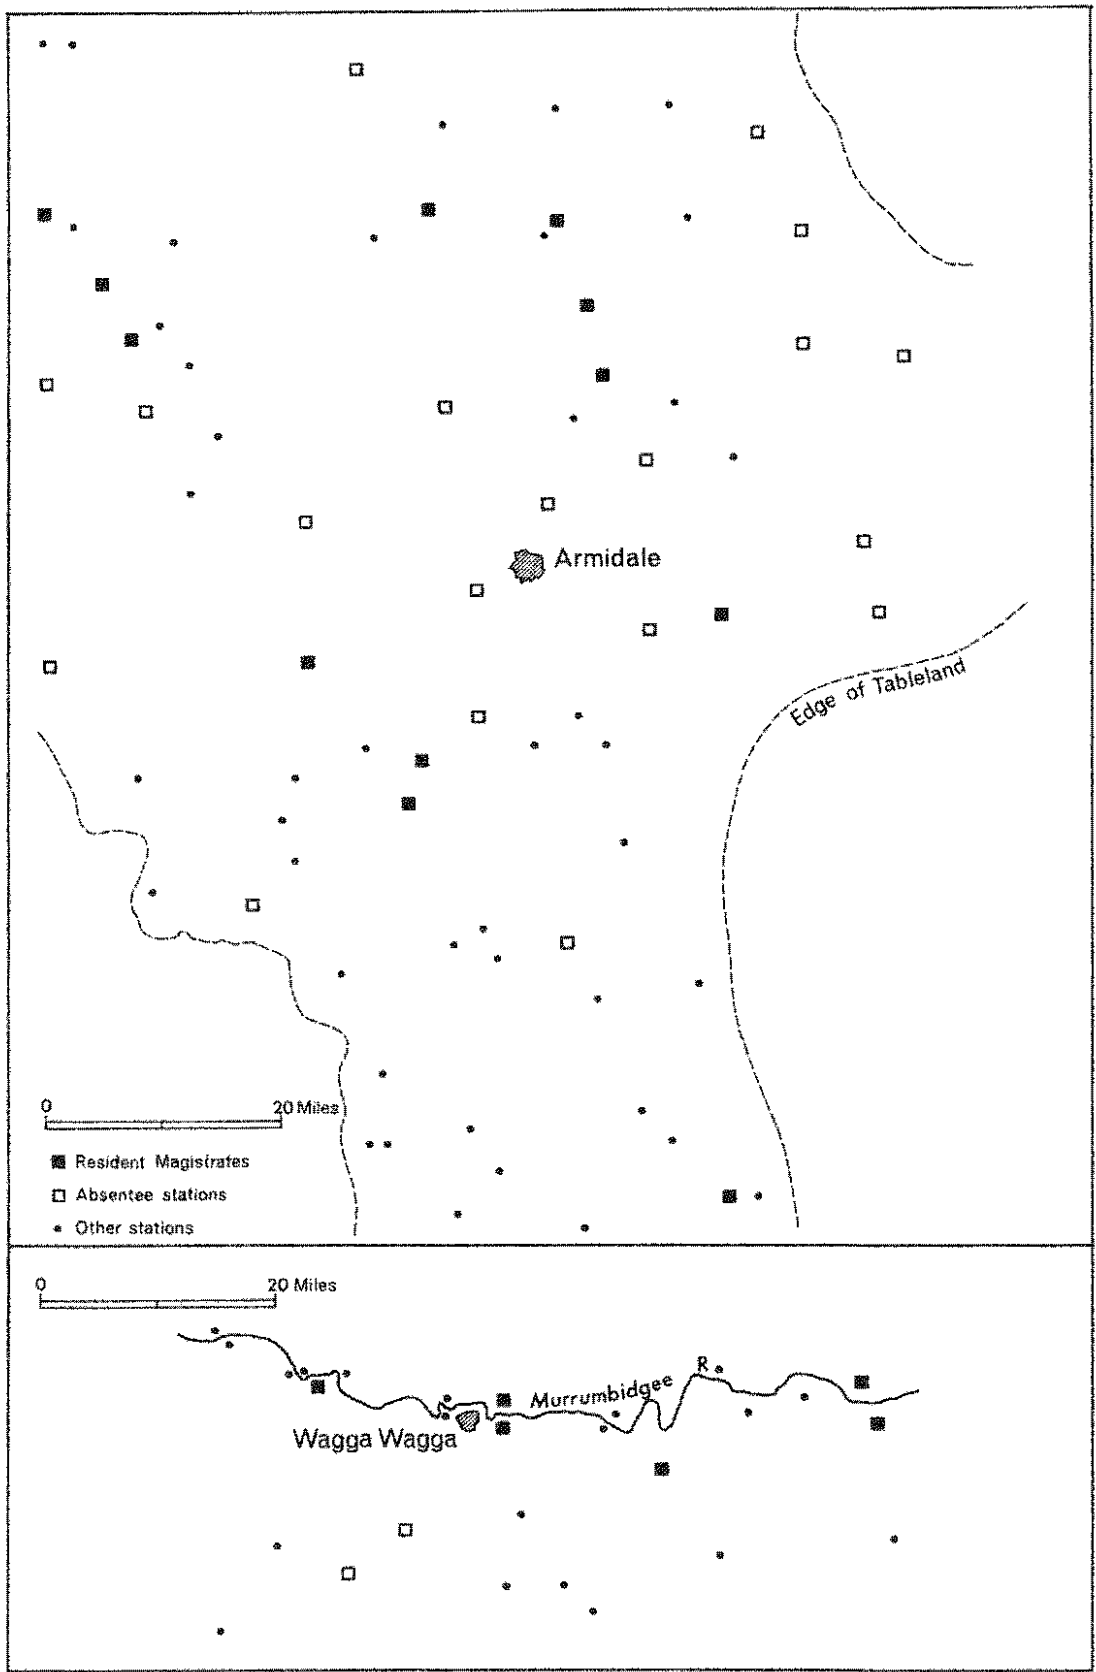 Armidale
Edge of Tableland
0 20 Miles
Resident Magistrates
Absentee stations
Other stations
0 20 Miles
Murrumbidgee R
Wagga Wagga